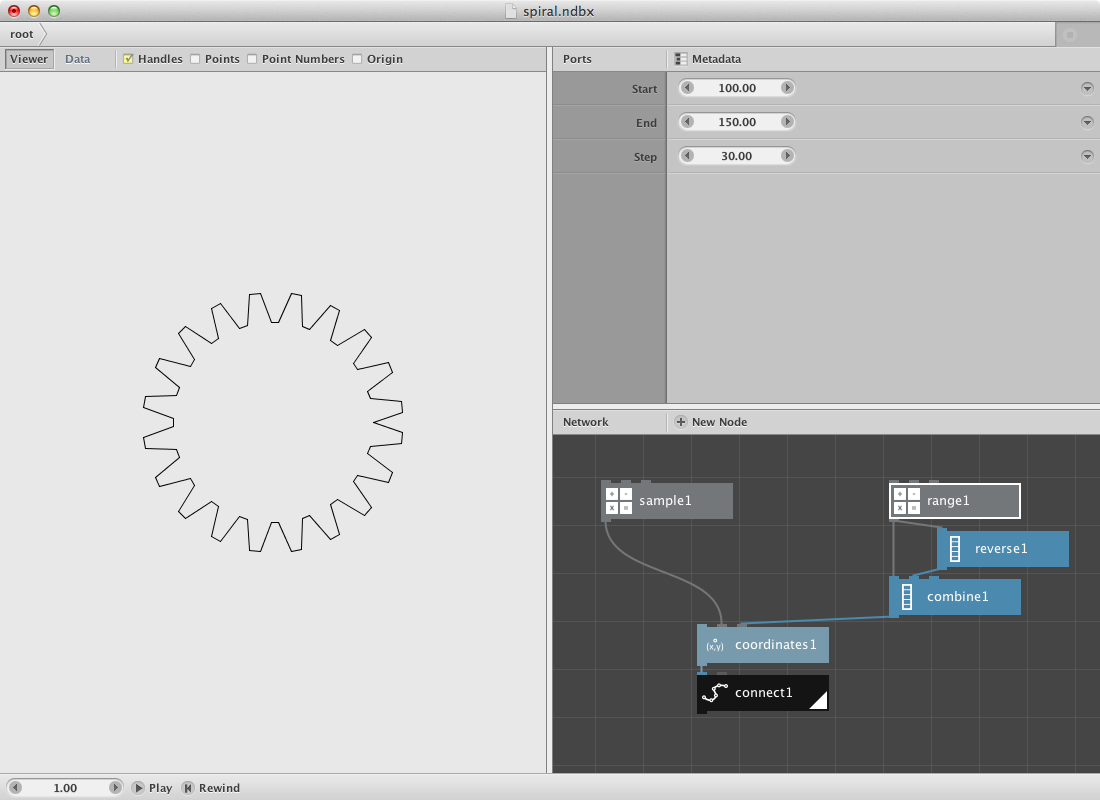 spiral.ndbx
root
Viewer Data Handles Points Point Numbers Origin
Ports Metadata
Start 100.00
End 150.00
Step 30.00
Network New Node
+ - x = sample1
+ - x = range1
reverse1
combine1
(x,y) coordinates1
connect1
1.00 Play Rewind